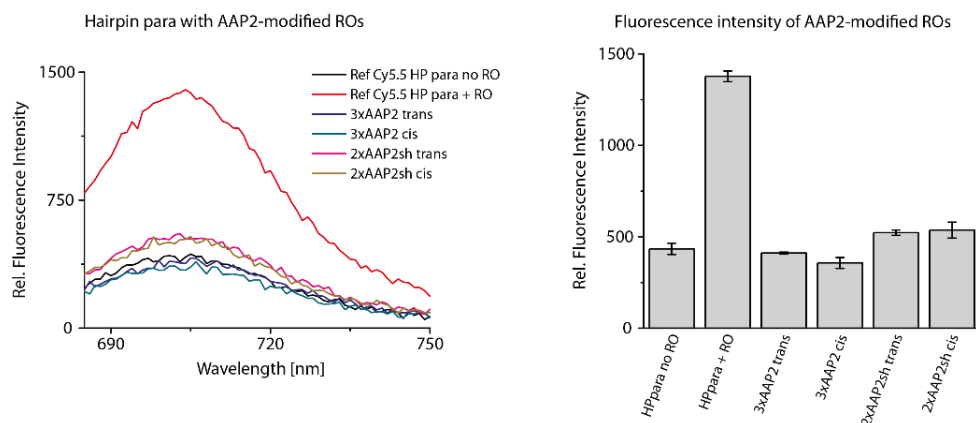 Hairpin para with AAP2-modified ROs
1500
750
0
690
720
750
Rel. Fluorescence Intensity
Wavelength [nm]
Ref Cy5.5 HP para no RO
Ref Cy5.5 HP para + RO
3xAAP2 trans
3xAAP2 cis
2xAAP2sh trans
2xAAP2sh cis
Fluorescence intensity of AAP2-modified ROs
1500
1000
500
0
Rel. Fluorescence Intensity
HPpara no RO
HPpara + RO
3xAAP2 trans
3xAAP2 cis
2xAAP2sh trans
2xAAP2sh cis